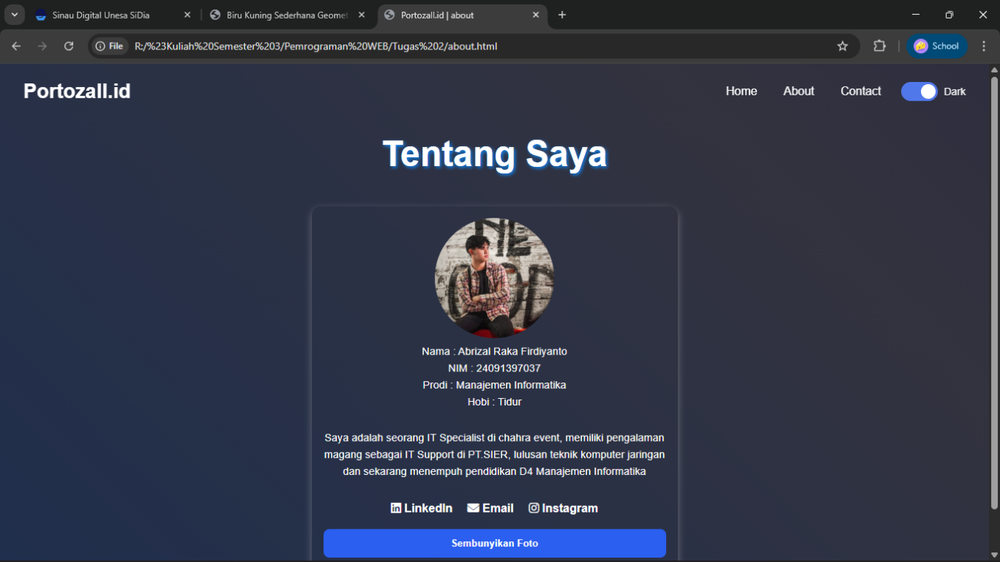 Sinau Digital Unesa SiDia
Biru Kuning Sederhana Geomet
Portozall.id | about
File
R:/%23Kuliah%20Semester%203/Pemrograman%20WEB/Tugas%202/about.html
School
Portozall.id
Home
About
Contact
Dark
Tentang Saya
Nama : Abrizal Raka Firdiyanto
NIM : 24091397037
Prodi : Manajemen Informatika
Hobi : Tidur
Saya adalah seorang IT Specialist di chahra event, memiliki pengalaman
magang sebagai IT Support di PT.SIER, lulusan teknik komputer jaringan
dan sekarang menempuh pendidikan D4 Manajemen Informatika
LinkedIn
Email
Instagram
Sembunyikan Foto